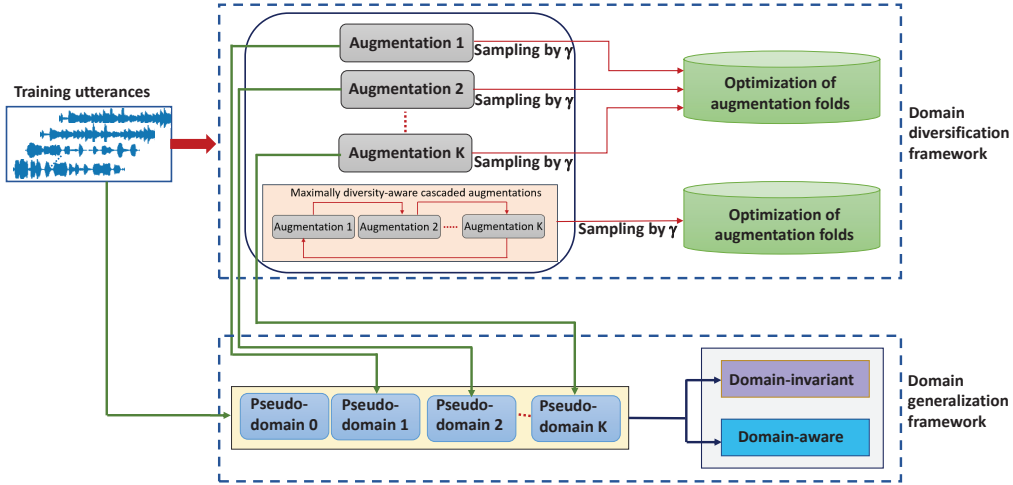 Training utterances
Augmentation 1
Sampling by γ
Augmentation 2
Sampling by γ
Augmentation K
Sampling by γ
Optimization of
augmentation folds
Domain
diversification
framework
Maximally diversity-aware cascaded augmentations
Augmentation 1
Augmentation 2
Augmentation K
Sampling by γ
Optimization of
augmentation folds
Pseudo-
domain 0
Pseudo-
domain 1
Pseudo-
domain 2
Pseudo-
domain K
Domain-invariant
Domain-aware
Domain
generalization
framework